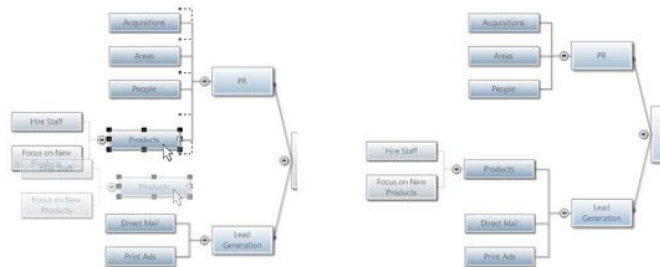 Acquisitions
Areas
PR
People
Hire Staff
Products
Focus on New
Products
Hire Staff
Products
Focus on New
Products
Direct Mail
Lead
Generation
Print Ads
Acquisitions
Areas
PR
People
Hire Staff
Products
Focus on New
Products
Direct Mail
Lead
Generation
Print Ads